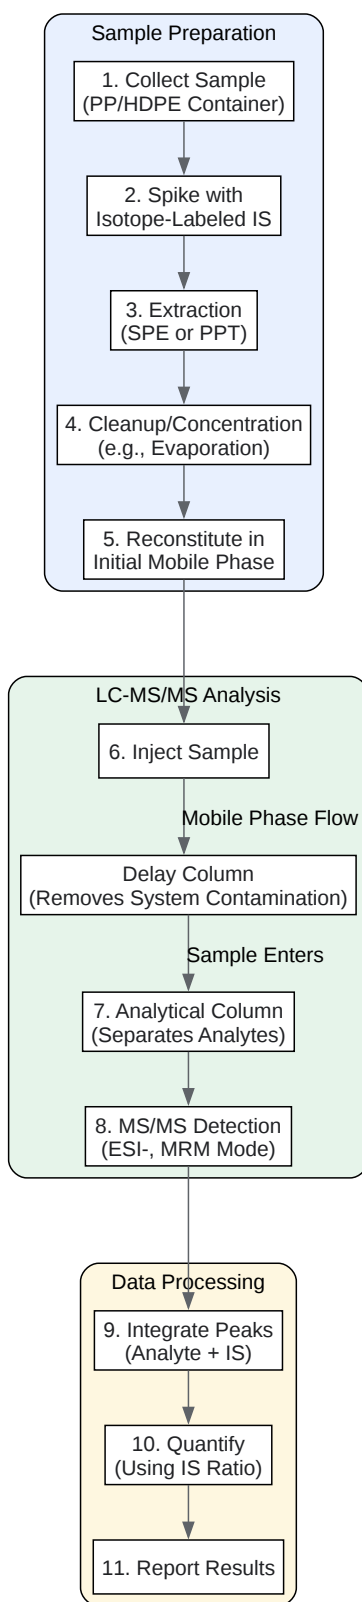 Sample Preparation
1. Collect Sample
(PP/HDPE Container)
2. Spike with
Isotope-Labeled IS
3. Extraction
(SPE or PPT)
4. Cleanup/Concentration
(e.g., Evaporation)
5. Reconstitute in
Initial Mobile Phase
LC-MS/MS Analysis
6. Inject Sample
Mobile Phase Flow
Delay Column
(Removes System Contamination)
Sample Enters
7. Analytical Column
(Separates Analytes)
8. MS/MS Detection
(ESI-, MRM Mode)
Data Processing
9. Integrate Peaks
(Analyte + IS)
10. Quantify
(Using IS Ratio)
11. Report Results